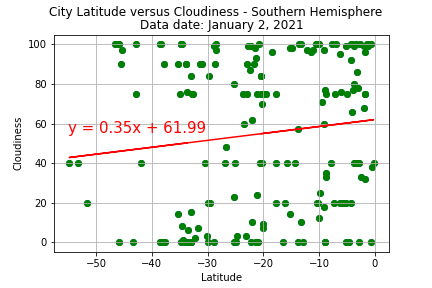 City Latitude versus Cloudiness - Southern Hemisphere
Data date: January 2, 2021
100
80
60
40
20
0
Cloudiness
y = 0.35x + 61.99
−50
−40
−30
−20
−10
0
Latitude